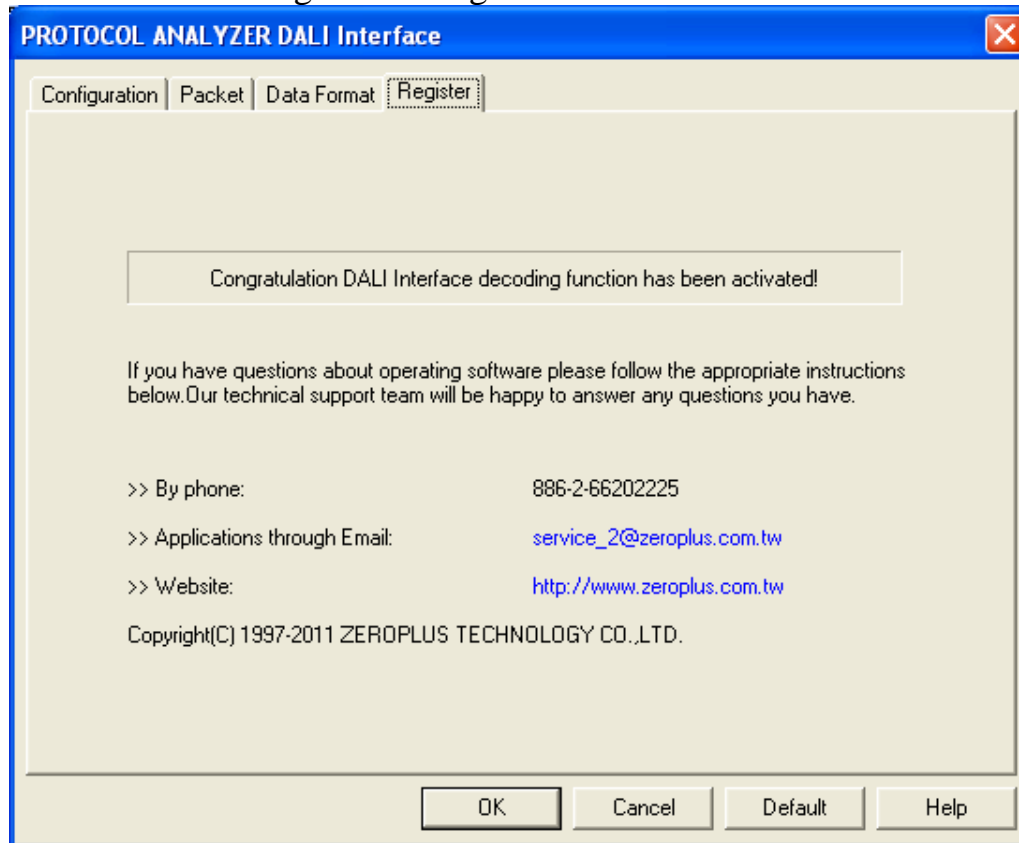 PROTOCOL ANALYZER DALI Interface
Configuration Packet Data Format Register
Congratulation DALI Interface decoding function has been activated!
If you have questions about operating software please follow the appropriate instructions
below.Our technical support team will be happy to answer any questions you have.
>> By phone: 886-2-66202225
>> Applications through Email: service_2@zeroplus.com.tw
>> Website: http://www.zeroplus.com.tw
Copyright(C) 1997-2011 ZEROPLUS TECHNOLOGY CO.,LTD.
OK Cancel Default Help